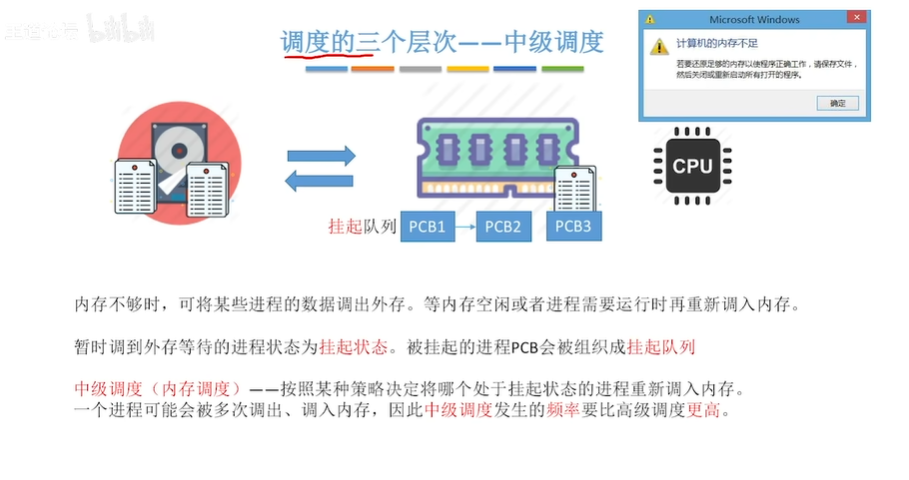 bilibili
调度的三个层次——中级调度
Microsoft Windows
计算机的内存不足
若要还原足够的内存以使程序正确工作，请保存文件，
然后关闭或重新启动所有打开的程序。
确定
CPU
挂起队列 PCB1 PCB2 PCB3
内存不够时，可将某些进程的数据调出外存。等内存空闲或者进程需要运行时再重新调入内存。
暂时调到外存等待的进程状态为挂起状态。被挂起的进程PCB会被组织成挂起队列
中级调度（内存调度）——按照某种策略决定将哪个处于挂起状态的进程重新调入内存。
一个进程可能会被多次调出、调入内存，因此中级调度发生的频率要比高级调度更高。